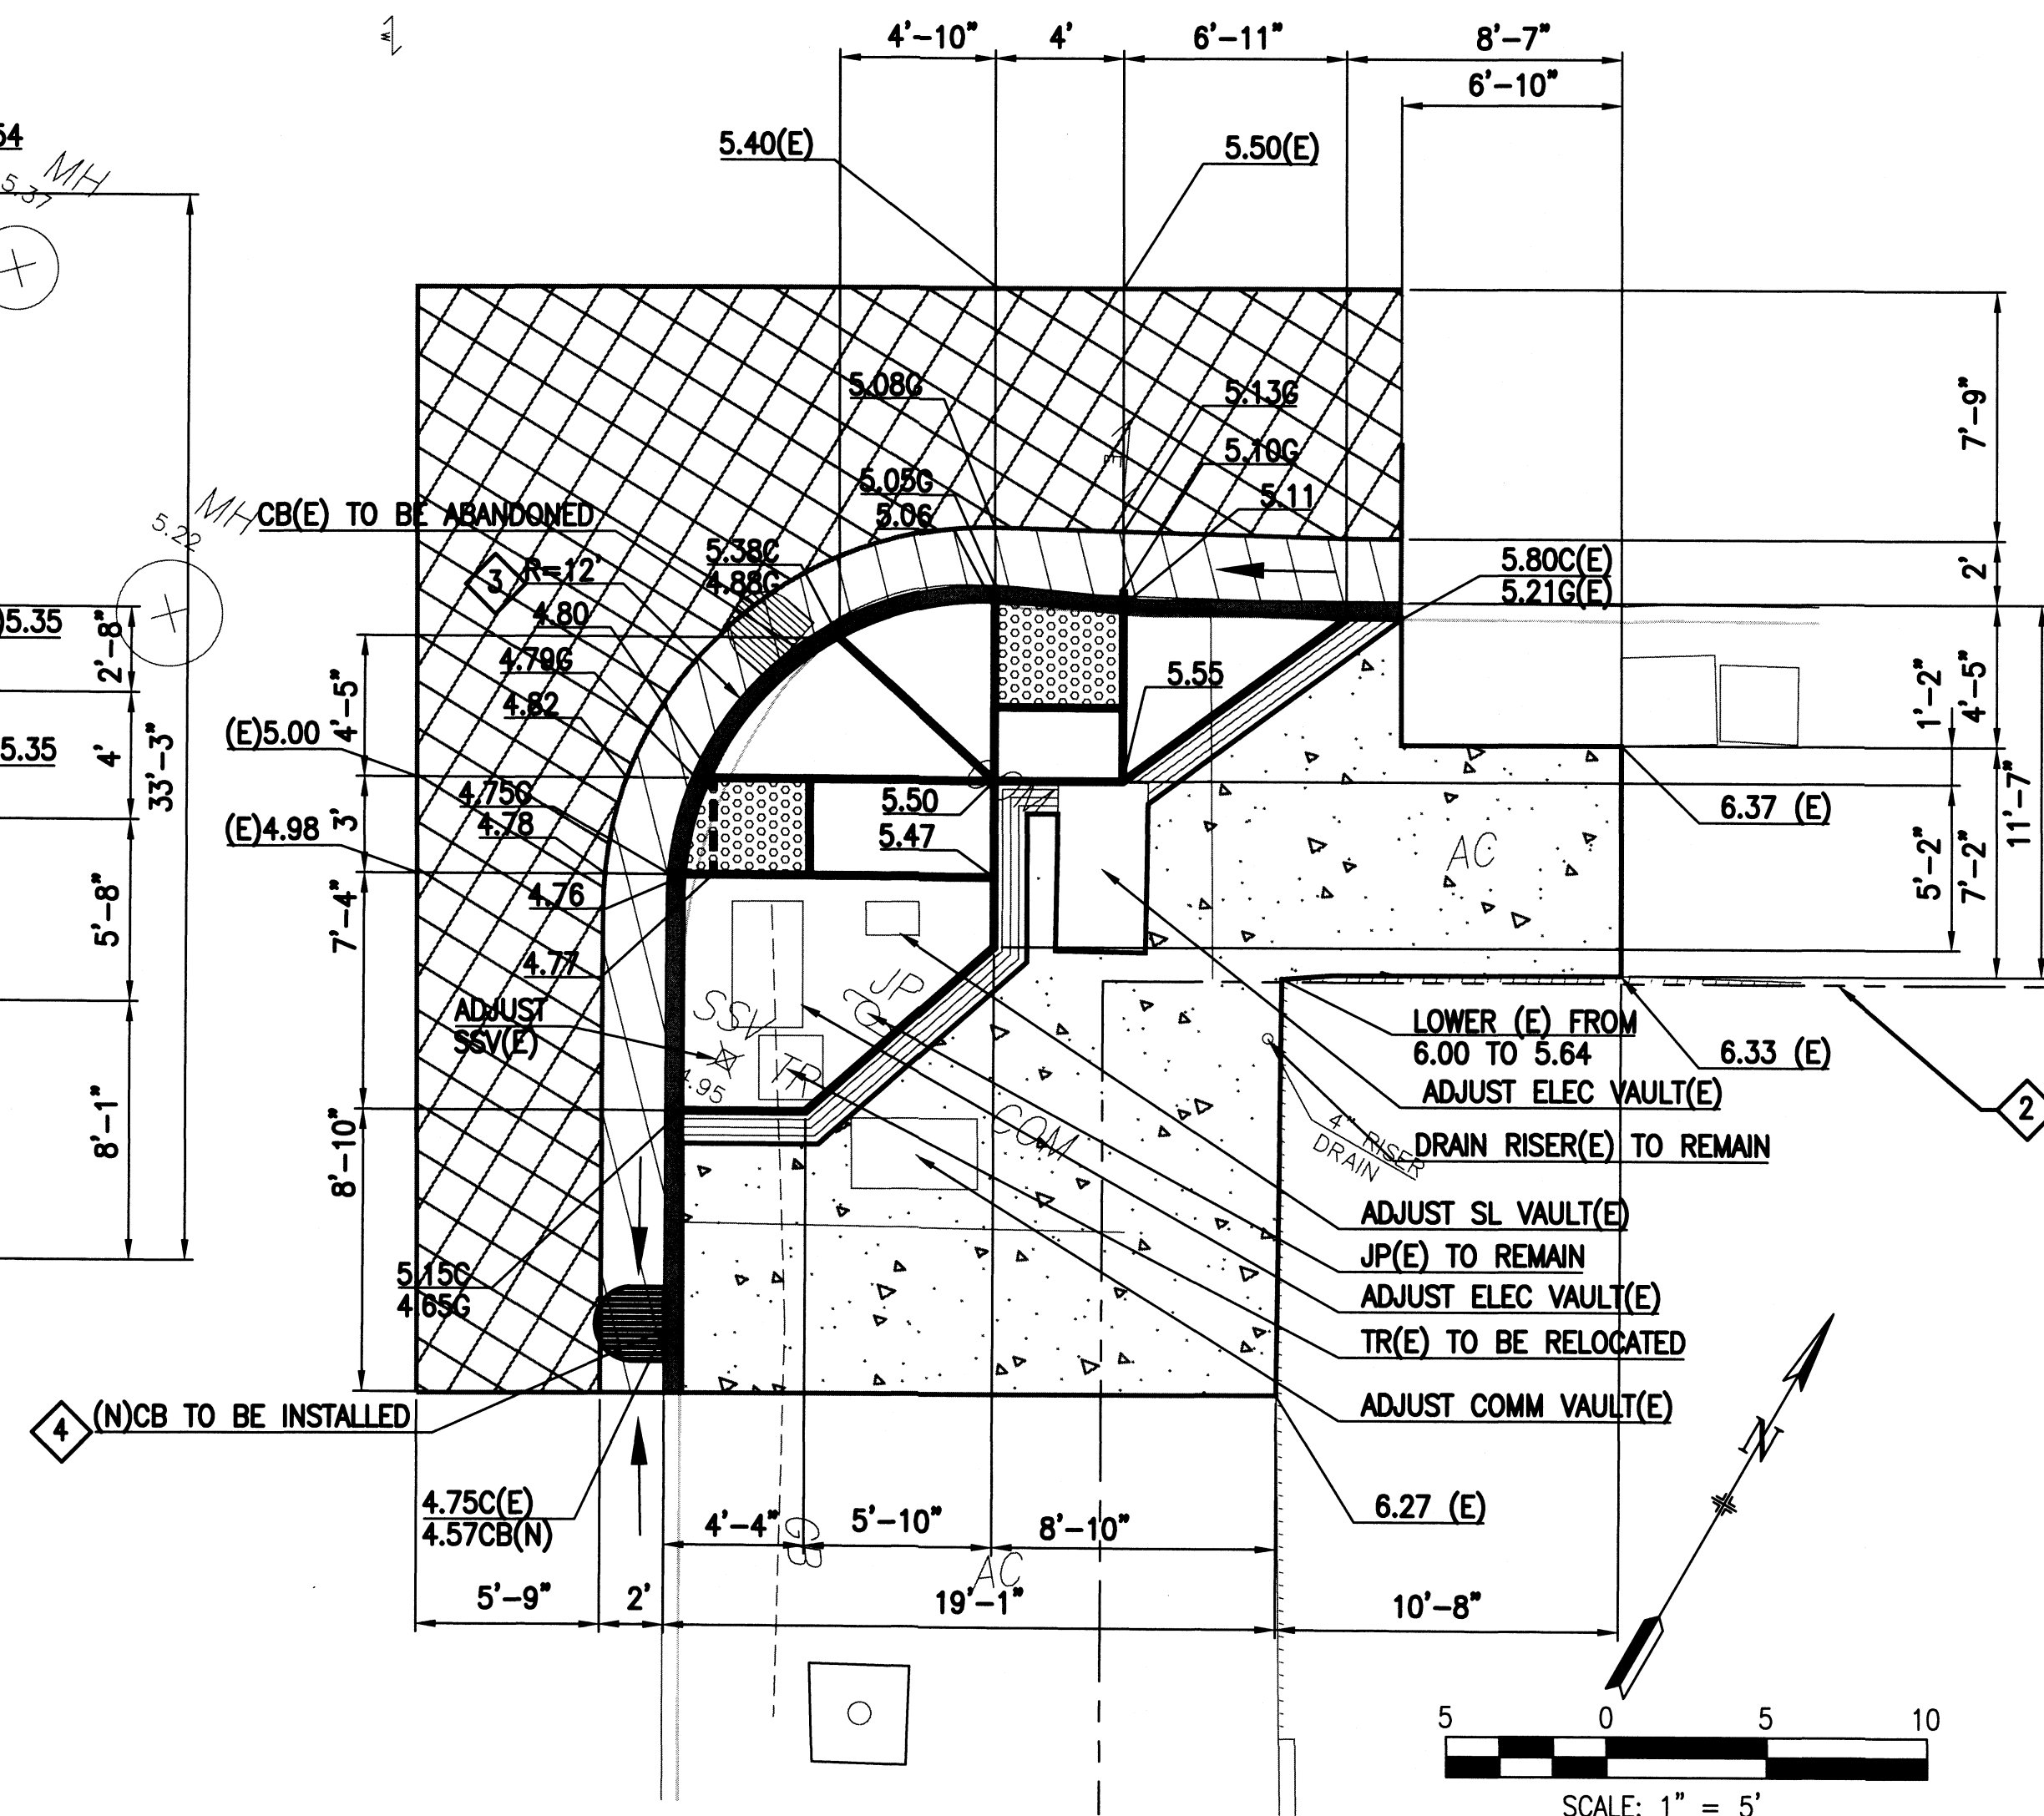 4'-10"
4'
6'-11"
8'-7"
6'-10"
5.40(E)
5.50(E)
MH
5.37
5.08G
5.13G
5.10G
5.05G
5.11
5.06
MH
5.22
CB(E) TO BE ABANDONED
5.38C
4.88G
3
R=12'
4.80
5.80C(E)
5.21G(E)
7'-9"
2'
5.35
2'-8"
4.79G
4'-5"
4.82
5.55
(E)5.00
1'-2"
4'-5"
5.35
4'
33'-3"
4.75G
5.50
COM
6.37 (E)
(E)4.98
3'
4.78
5.47
AC
11'-7"
5'-2"
7'-2"
4.76
5'-8"
7'-4"
4.77
JP
SSV
ADJUST
SSV(E)
LOWER (E) FROM
6.00 TO 5.64
6.33 (E)
TR
4.95
ADJUST ELEC VAULT(E)
2
8'-1"
8'-10"
COM
4" RISER
DRAIN
DRAIN RISER(E) TO REMAIN
ADJUST SL VAULT(E)
JP(E) TO REMAIN
5.15C
4.65G
ADJUST ELEC VAULT(E)
TR(E) TO BE RELOCATED
ADJUST COMM VAULT(E)
4
(N)CB TO BE INSTALLED
N
4.75C(E)
4.57CB(N)
6.27 (E)
4'-4"
5'-10"
8'-10"
CB
AC
5'-9"
2'
19'-1"
10'-8"
5 0 5 10
SCALE: 1" = 5'